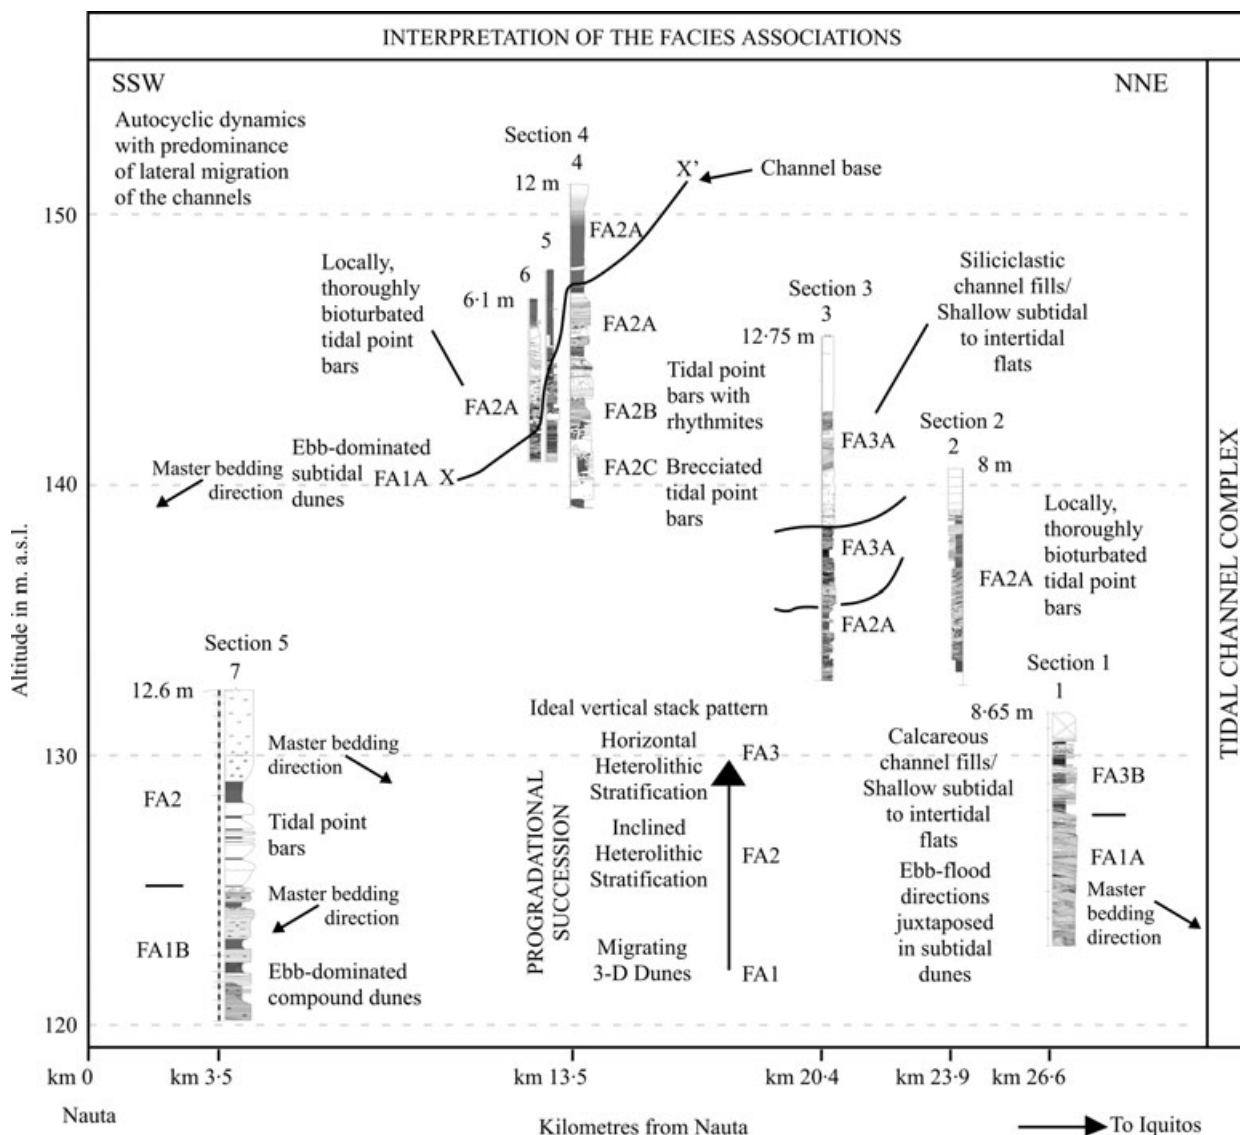 INTERPRETATION OF THE FACIES ASSOCIATIONS
SSW
NNE
Autocyclic dynamics
with predominance
of lateral migration
of the channels
Section 4
4
12 m
X’
Channel base
150
FA2A
5
6
6·1 m
Locally,
thoroughly
bioturbated
tidal point
bars
FA2A
FA2A
Tidal point
bars with
rhythmites
FA2B
FA2C
Brecciated
tidal point
bars
Siliciclastic
channel fills/
Shallow subtidal
to intertidal
flats
Section 3
3
12·75 m
FA3A
FA3A
FA2A
Section 2
2
8 m
Locally,
thoroughly
bioturbated
tidal point
bars
FA2A
Master bedding
direction
Ebb-dominated
subtidal
dunes
FA1A
X
140
Altitude in m. a.s.l.
TIDAL CHANNEL COMPLEX
Section 5
7
12.6 m
Master bedding
direction
FA2
Tidal point
bars
Master bedding
direction
FA1B
Ebb-dominated
compound dunes
130
Ideal vertical stack pattern
PROGRADATIONAL
SUCCESSION
Horizontal
Heterolithic
Stratification
FA3
Inclined
Heterolithic
Stratification
FA2
Migrating
3-D Dunes
FA1
Section 1
1
8·65 m
Calcareous
channel fills/
Shallow subtidal
to intertidal
flats
FA3B
FA1A
Ebb-flood
directions
juxtaposed
in subtidal
dunes
Master
bedding
direction
120
km 0
km 3·5
km 13·5
km 20·4
km 23·9
km 26·6
Nauta
Kilometres from Nauta
To Iquitos